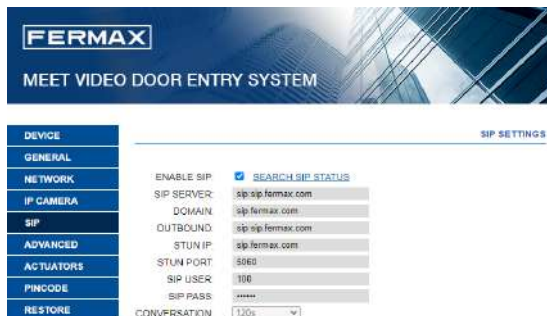 FERMAX
MEET VIDEO DOOR ENTRY SYSTEM
DEVICE
SIP SETTINGS
GENERAL
NETWORK
IP CAMERA
SIP
ADVANCED
ACTUATORS
PINCODE
RESTORE
ENABLE SIP: SEARCH SIP STATUS
SIP SERVER: sip:sip.fermax.com
DOMAIN: sip.fermax.com
OUTBOUND: sip:sip.fermax.com
STUN IP: sip.fermax.com
STUN PORT: 5060
SIP USER: 100
SIP PASS: ••••••
CONVERSATION 120s